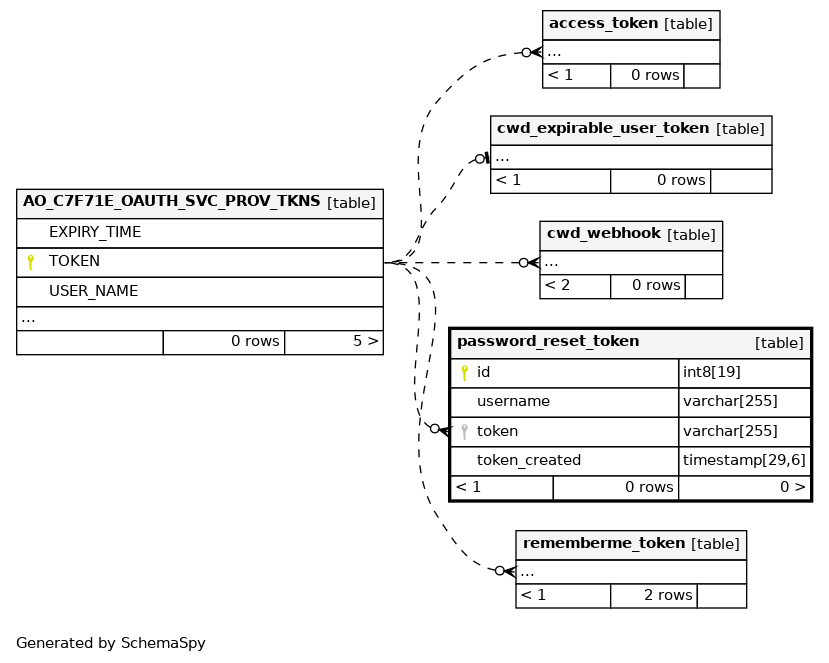 access_token [table]
...
< 1 0 rows
cwd_expirable_user_token [table]
...
< 1 0 rows
AO_C7F71E_OAUTH_SVC_PROV_TKNS [table]
EXPIRY_TIME
TOKEN
USER_NAME
...
0 rows 5 >
cwd_webhook [table]
...
< 2 0 rows
password_reset_token [table]
id int8[19]
username varchar[255]
token varchar[255]
token_created timestamp[29,6]
< 1 0 rows 0 >
rememberme_token [table]
...
< 1 2 rows
Generated by SchemaSpy